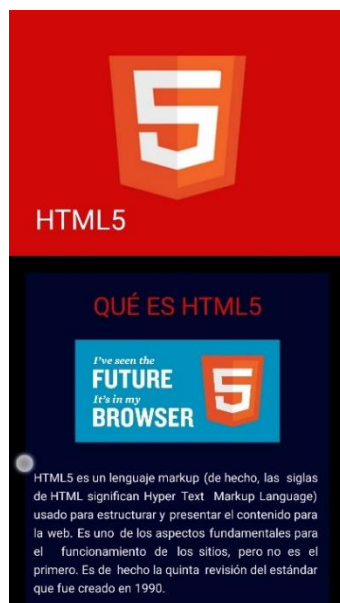 5
HTML5
QUÉ ES HTML5
I've seen the
FUTURE
It's in my
BROWSER
5
HTML5 es un lenguaje markup (de hecho, las siglas
de HTML significan Hyper Text Markup Language)
usado para estructurar y presentar el contenido para
la web. Es uno de los aspectos fundamentales para
el funcionamiento de los sitios, pero no es el
primero. Es de hecho la quinta revisión del estándar
que fue creado en 1990.